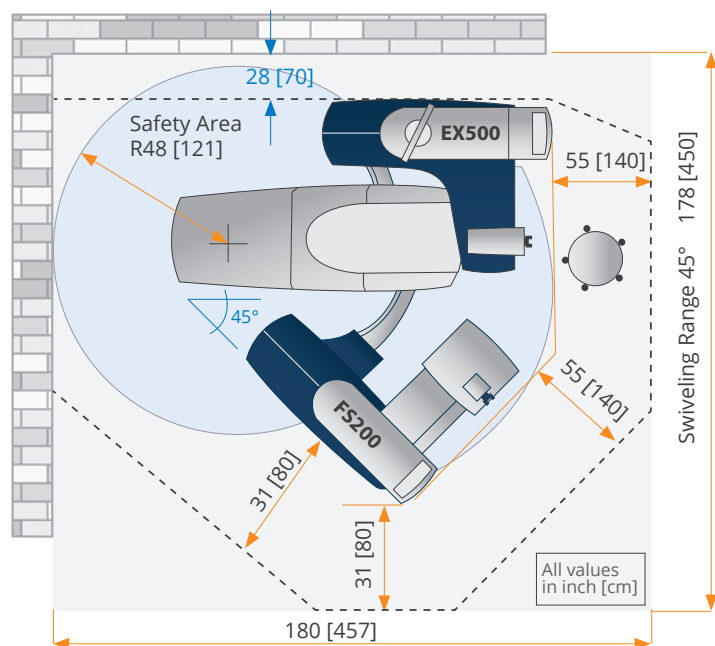 28 [70]
Safety Area
R48 [121]
EX500
55 [140]
Swiveling Range 45°   178 [450]
45°
55 [140]
FS200
31 [80]
31 [80]
All values
in inch [cm]
180 [457]